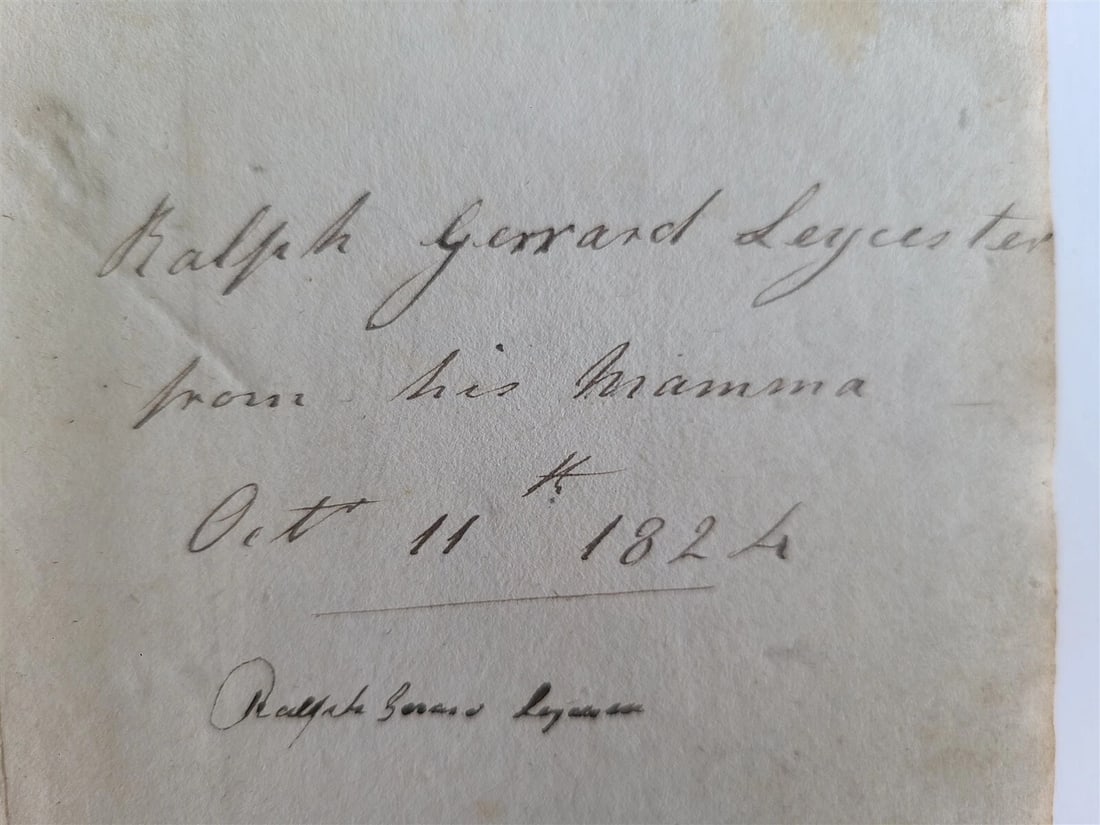 Ralph Gerrard Leycester
from his Mamma
Octr 11th 1824
Ralph Gerrard Leycester